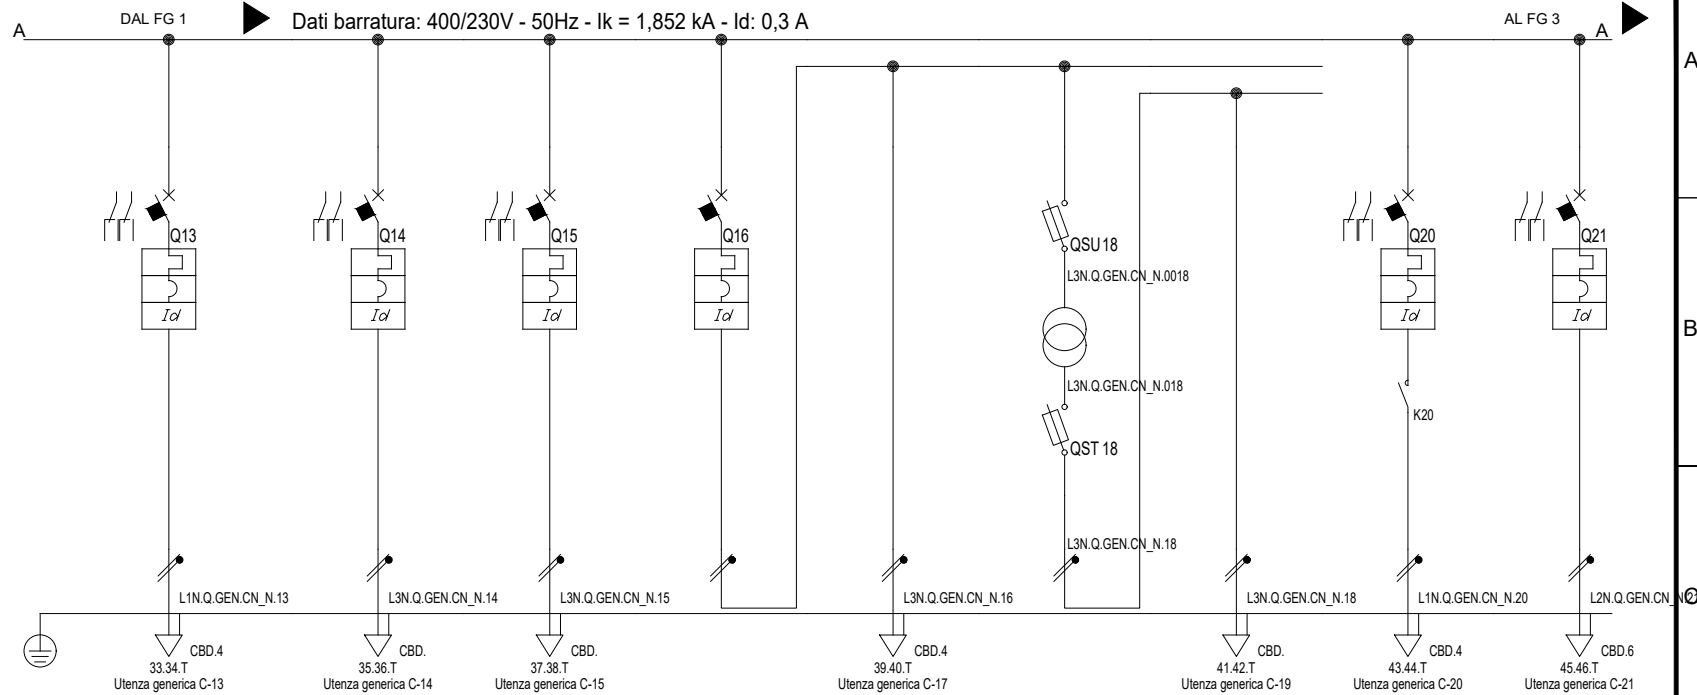 DAL FG 1
Dati barratura: 400/230V - 50Hz - Ik = 1,852 kA - Id: 0,3 A
AL FG 3
A
A
A
Q13
Q14
Q15
Q16
QSU 18
Q20
Q21
L3N.Q.GEN.CN_N.0018
Id
Id
Id
Id
Id
Id
B
L3N.Q.GEN.CN_N.018
K20
QST 18
L3N.Q.GEN.CN_N.18
L1N.Q.GEN.CN_N.13
L3N.Q.GEN.CN_N.14
L3N.Q.GEN.CN_N.15
L3N.Q.GEN.CN_N.16
L3N.Q.GEN.CN_N.18
L1N.Q.GEN.CN_N.20
L2N.Q.GEN.CN_N.2
C
CBD.4
CBD.
CBD.
CBD.4
CBD.
CBD.4
CBD.6
33.34.T
35.36.T
37.38.T
39.40.T
41.42.T
43.44.T
45.46.T
Utenza generica C-13
Utenza generica C-14
Utenza generica C-15
Utenza generica C-17
Utenza generica C-19
Utenza generica C-20
Utenza generica C-21